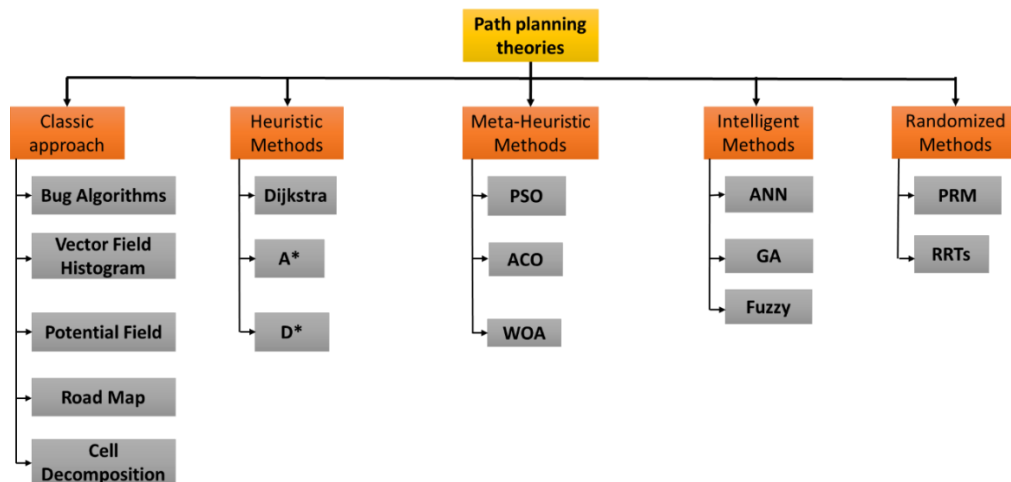 Path planning
theories
Classic
approach
Heuristic
Methods
Meta-Heuristic
Methods
Intelligent
Methods
Randomized
Methods
Bug Algorithms
Dijkstra
PSO
ANN
PRM
Vector Field
Histogram
A*
ACO
GA
RRTs
Fuzzy
Potential Field
D*
WOA
Road Map
Cell
Decomposition